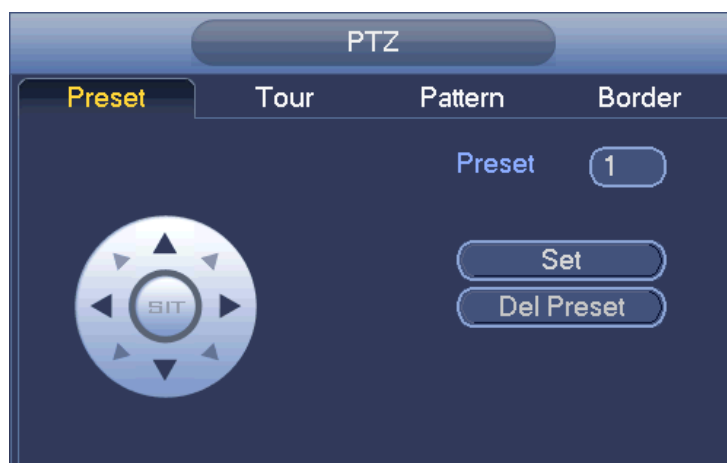 PTZ
Preset Tour Pattern Border
Preset 1
Set
SIT
Del Preset